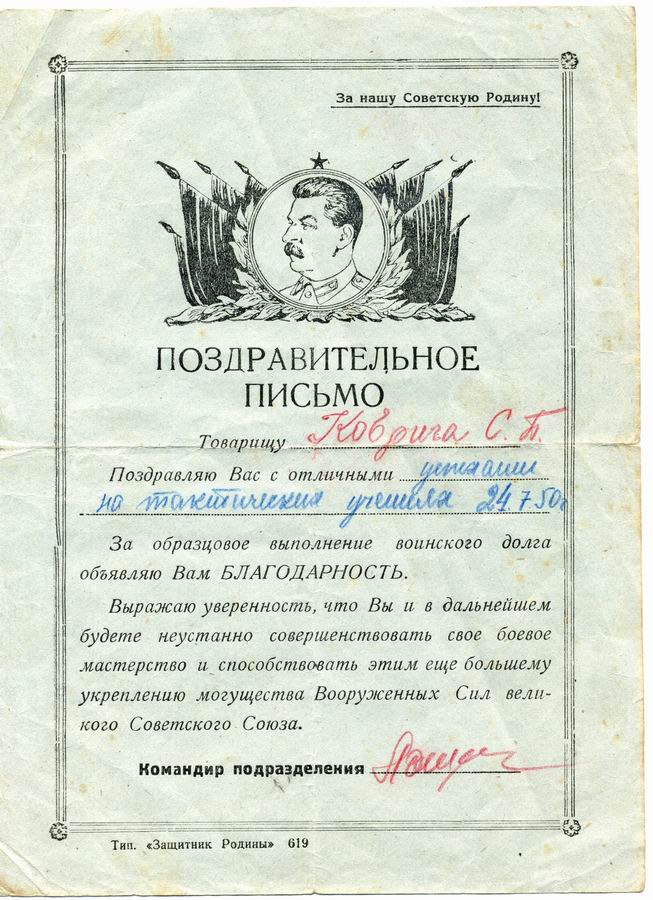 За нашу Советскую Родину!
ПОЗДРАВИТЕЛЬНОЕ
ПИСЬМО
Товарищу Коврига С. Т.
Поздравляю Вас с отличными успехами
на тактических учениях 24.7.50г
За образцовое выполнение воинского долга
объявляю Вам БЛАГОДАРНОСТЬ.
Выражаю уверенность, что Вы и в дальнейшем
будете неустанно совершенствовать свое боевое
мастерство и способствовать этим еще большему
укреплению могущества Вооруженных Сил вели-
кого Советского Союза.
Командир подразделения
Тип. «Защитник Родины» 619